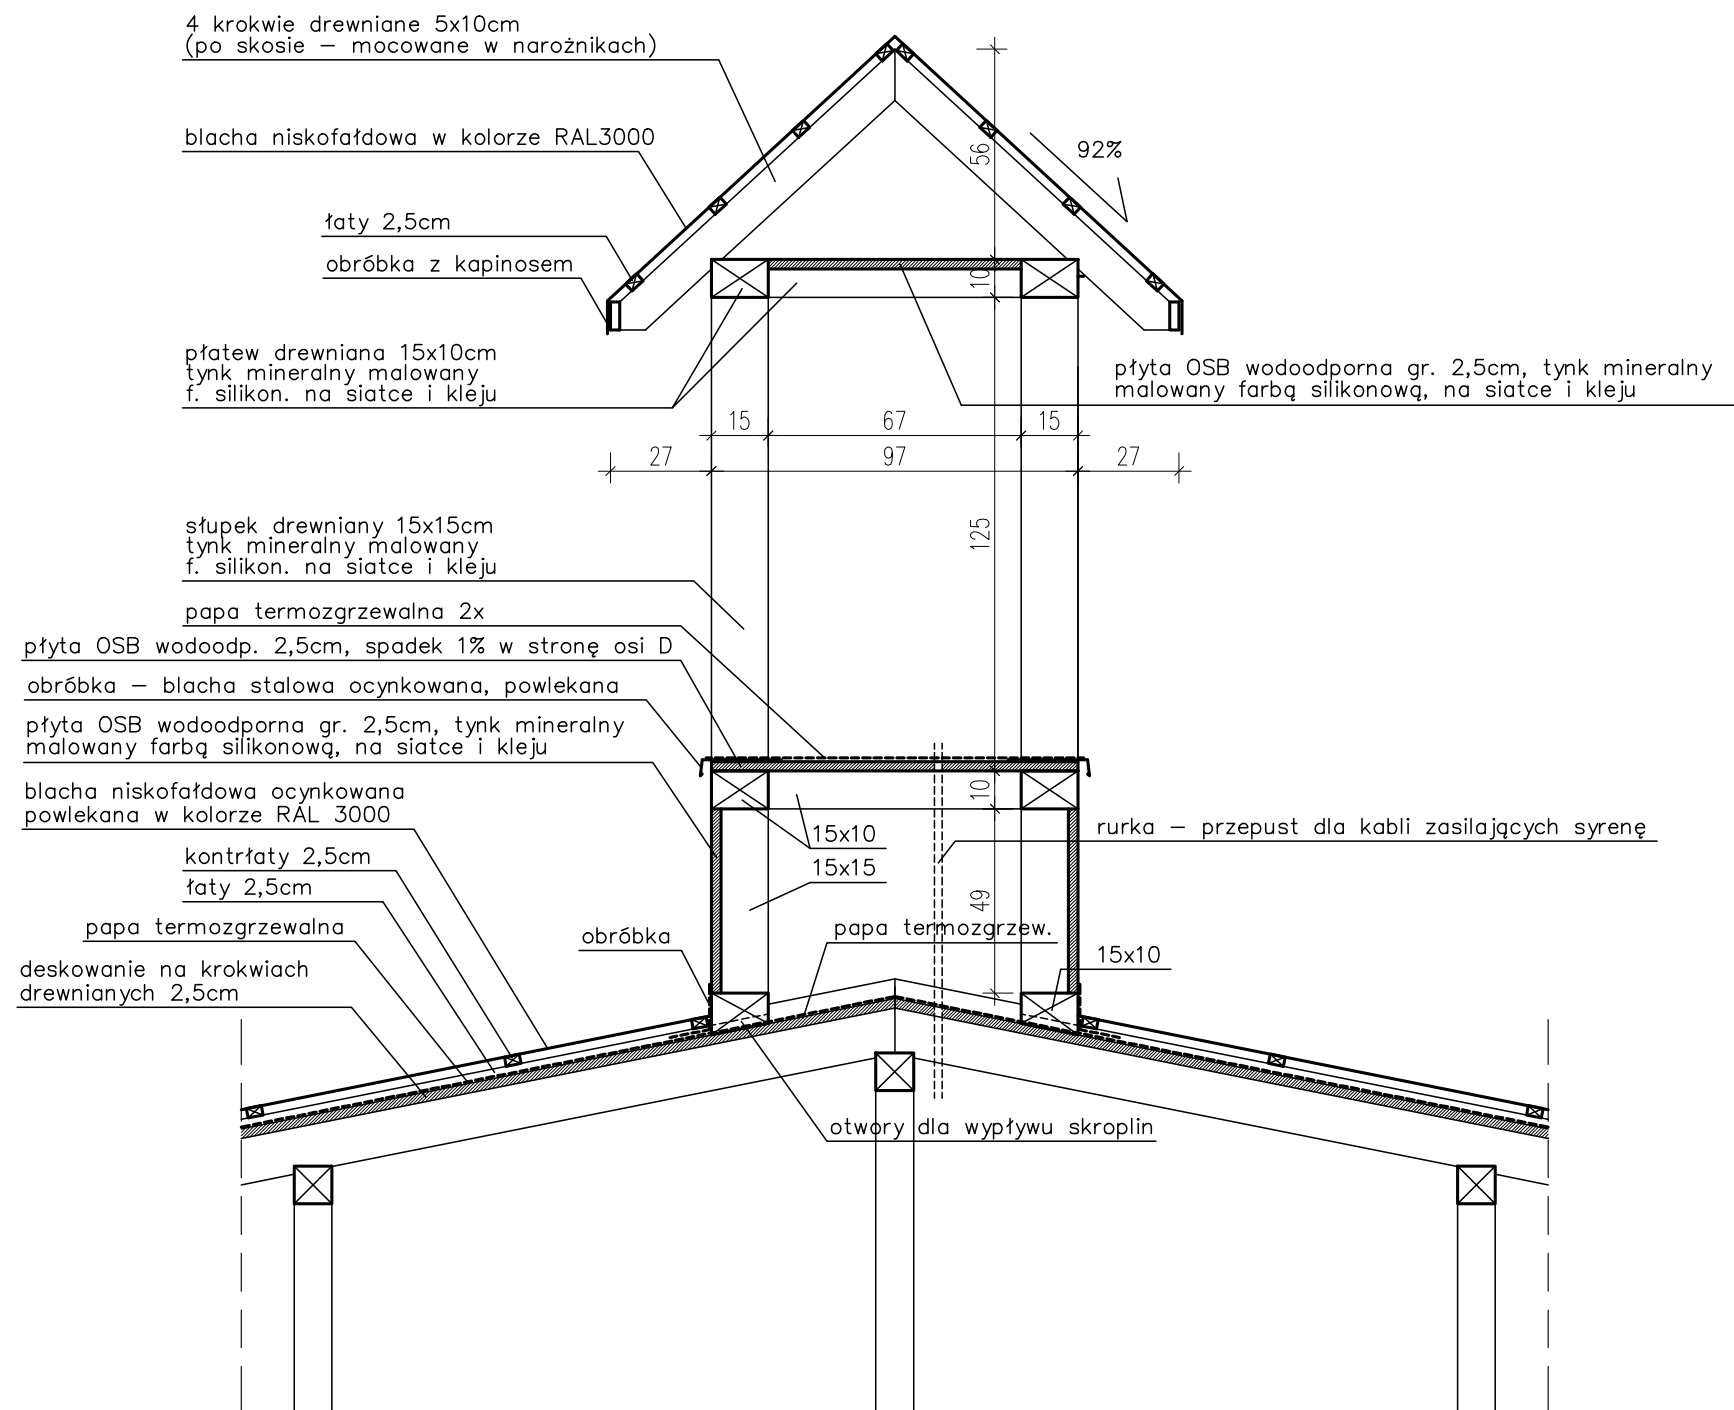 4 krokwie drewniane 5x10cm
(po skosie – mocowane w narożnikach)
blacha niskofałdowa w kolorze RAL3000
92%
56
łaty 2,5cm
obróbka z kapinosem
10
płatew drewniana 15x10cm
tynk mineralny malowany
f. silikon. na siatce i kleju
płyta OSB wodoodporna gr. 2,5cm, tynk mineralny
malowany farbą silikonową, na siatce i kleju
15 67 15
27 97 27
125
słupek drewniany 15x15cm
tynk mineralny malowany
f. silikon. na siatce i kleju
papa termozgrzewalna 2x
płyta OSB wodoodp. 2,5cm, spadek 1% w stronę osi D
obróbka – blacha stalowa ocynkowana, powlekana
płyta OSB wodoodporna gr. 2,5cm, tynk mineralny
malowany farbą silikonową, na siatce i kleju
blacha niskofałdowa ocynkowana
powlekana w kolorze RAL 3000
10
15x10
rurka – przepust dla kabli zasilających syrenę
kontrłaty 2,5cm
15x15
łaty 2,5cm
49
papa termozgrzewalna
obróbka
papa termozgrzew.
15x10
deskowanie na krokwiach
drewnianych 2,5cm
otwory dla wypływu skroplin